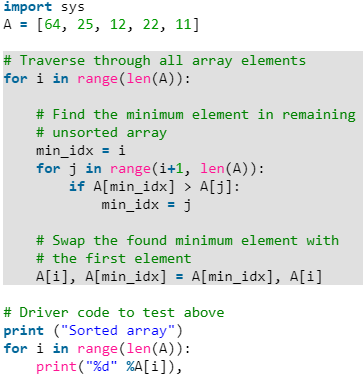 import sys
A = [64, 25, 12, 22, 11]

# Traverse through all array elements
for i in range(len(A)):

    # Find the minimum element in remaining
    # unsorted array
    min_idx = i
    for j in range(i+1, len(A)):
        if A[min_idx] > A[j]:
            min_idx = j

    # Swap the found minimum element with
    # the first element
    A[i], A[min_idx] = A[min_idx], A[i]

# Driver code to test above
print ("Sorted array")
for i in range(len(A)):
    print("%d" %A[i]),